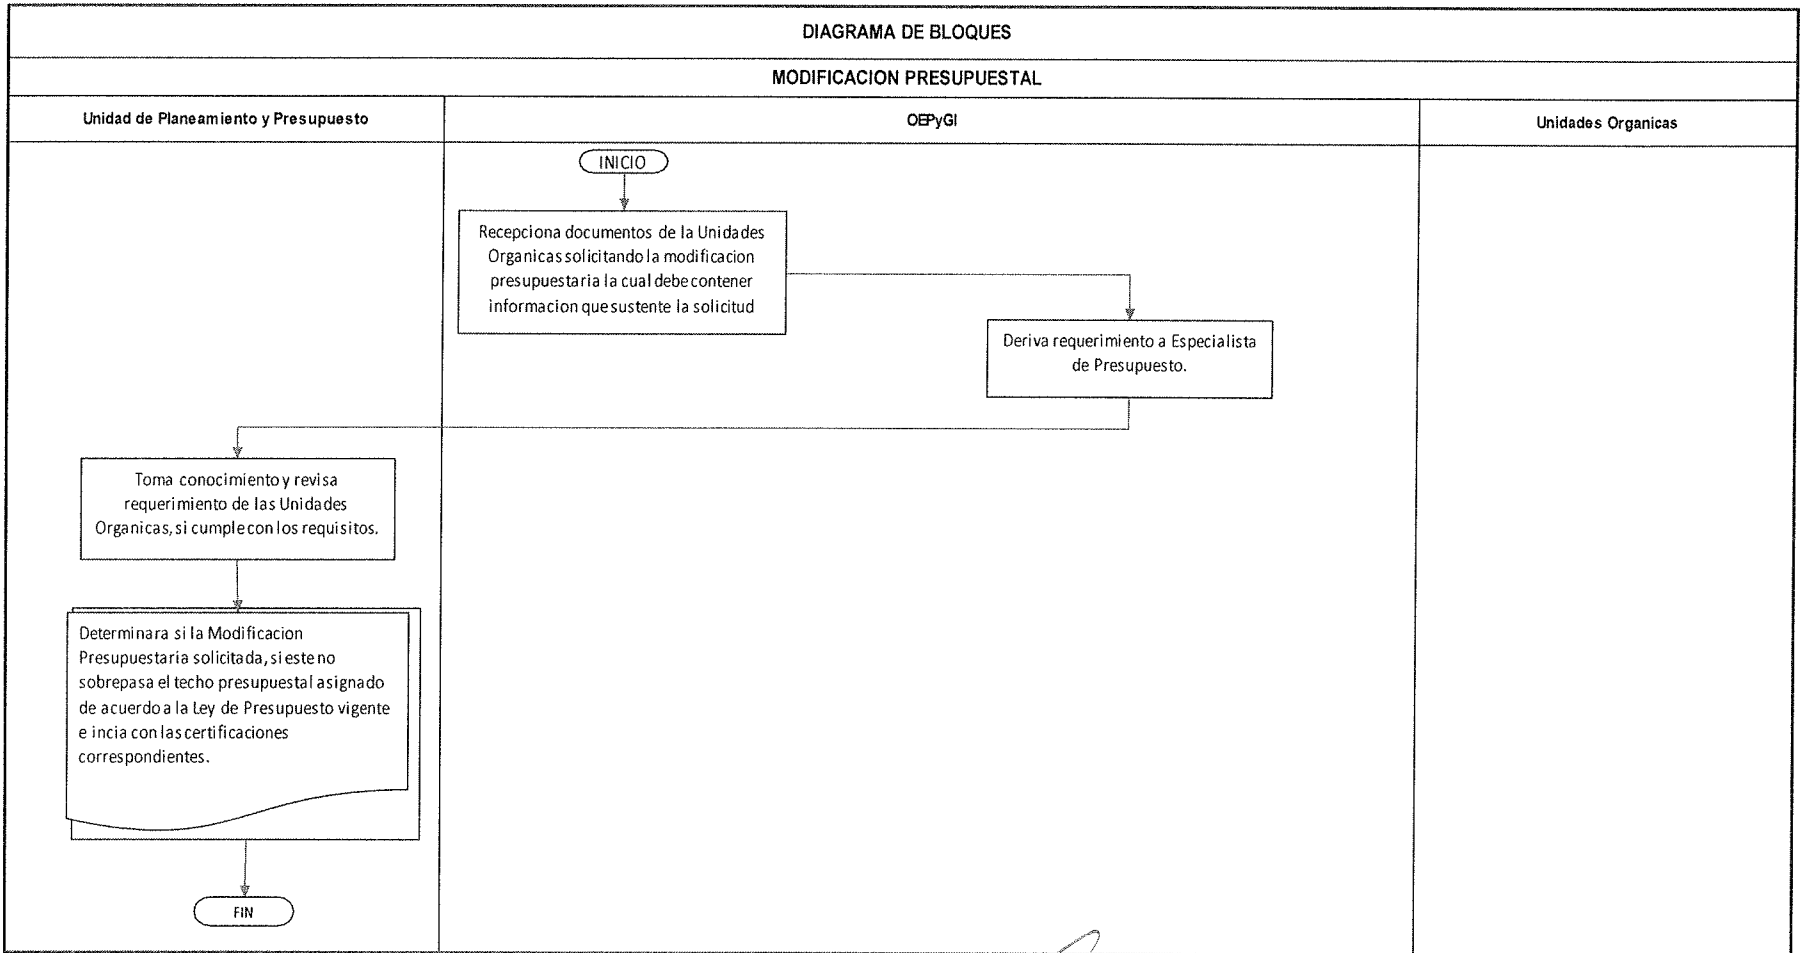 DIAGRAMA DE BLOQUES
MODIFICACION PRESUPUESTAL
Unidad de Planeamiento y Presupuesto
OEPyGI
Unidades Organicas
INICIO
Recepciona documentos de la Unidades
Organicas solicitando la modificacion
presupuestaria la cual debe contener
informacion que sustente la solicitud
Deriva requerimiento a Especialista
de Presupuesto.
Toma conocimiento y revisa
requerimiento de las Unidades
Organicas, si cumple con los requisitos.
Determinara si la Modificacion
Presupuestaria solicitada, si este no
sobrepasa el techo presupuestal asignado
de acuerdo a la Ley de Presupuesto vigente
e incia con las certificaciones
correspondientes.
FIN